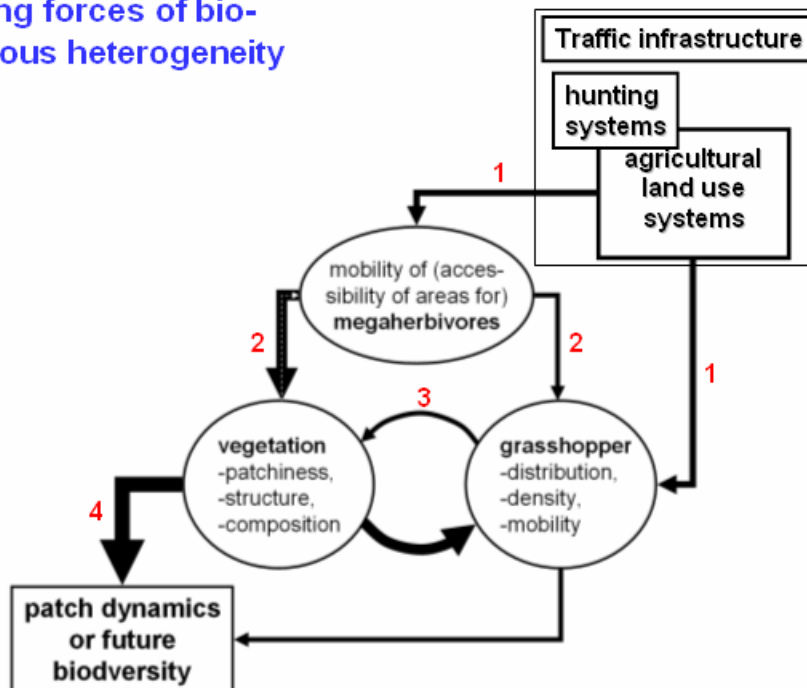 ng forces of bio-
ous heterogeneity
Traffic infrastructure
hunting
systems
agricultural
land use
systems
1
mobility of (acces-
sibility of areas for)
megaherbivores
2
2
1
3
vegetation
-patchiness,
-structure,
-composition
grasshopper
-distribution,
-density,
-mobility
4
patch dynamics
or future
biodversity